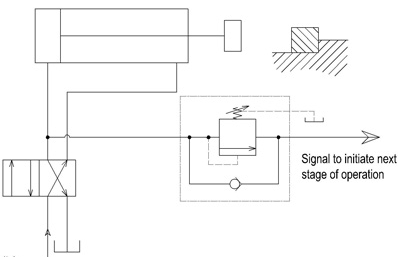 Signal to initiate next
stage of operation